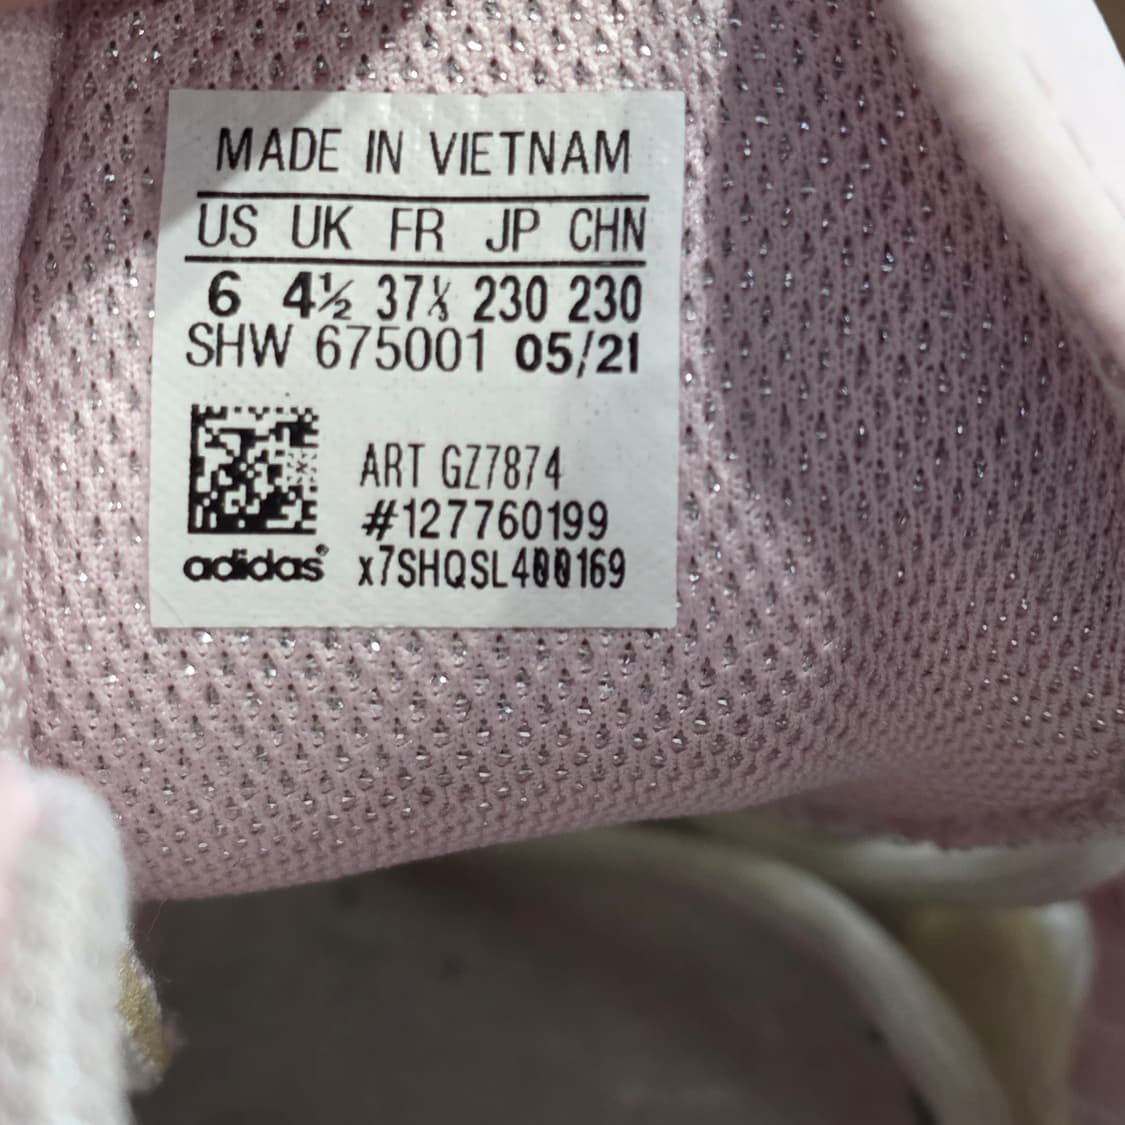 MADE IN VIETNAM
US UK FR JP CHN
6 4½ 37⅓ 230 230
SHW 675001 05/21
ART GZ7874
#127760199
adidas®
x7SHQSL400169